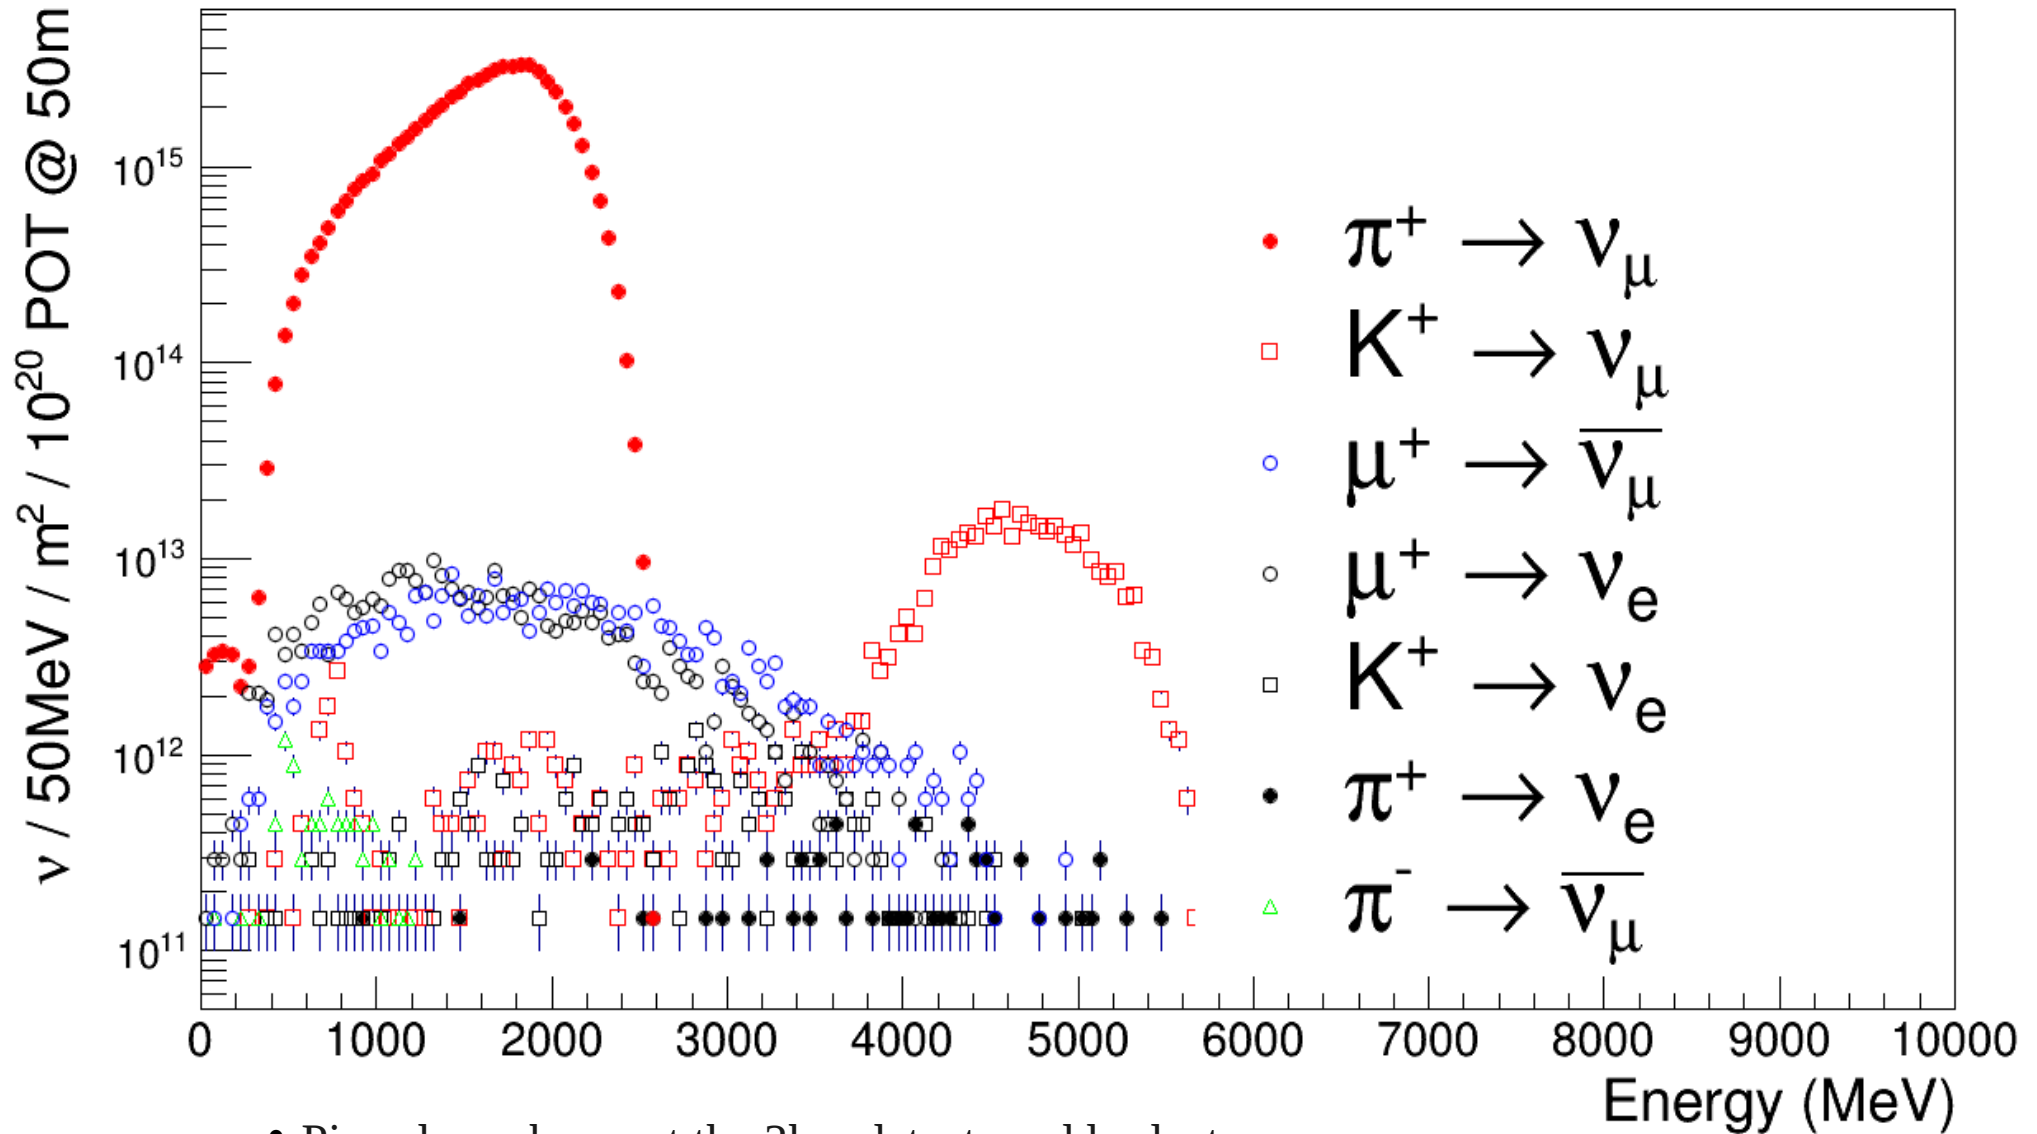 ν / 50MeV / m² / 10²⁰ POT @ 50m
10¹⁵
10¹⁴
10¹³
10¹²
10¹¹
π⁺ → ν_μ
K⁺ → ν_μ
μ⁺ → ν̅_μ
μ⁺ → ν_e
K⁺ → ν_e
π⁺ → ν_e
π⁻ → ν̅_μ
0 1000 2000 3000 4000 5000 6000 7000 8000 9000 10000
Energy (MeV)